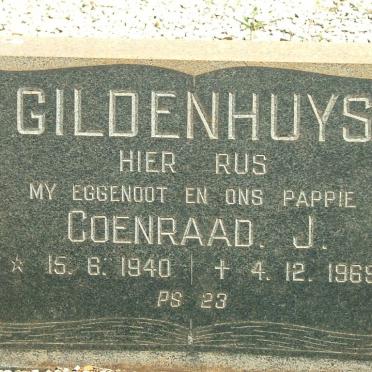 GILDENHUYS
HIER RUS
MY EGGENOOT EN ONS PAPPIE
COENRAAD. J.
☆ 15. 6. 1940 ✝ 4. 12. 1969
PS 23